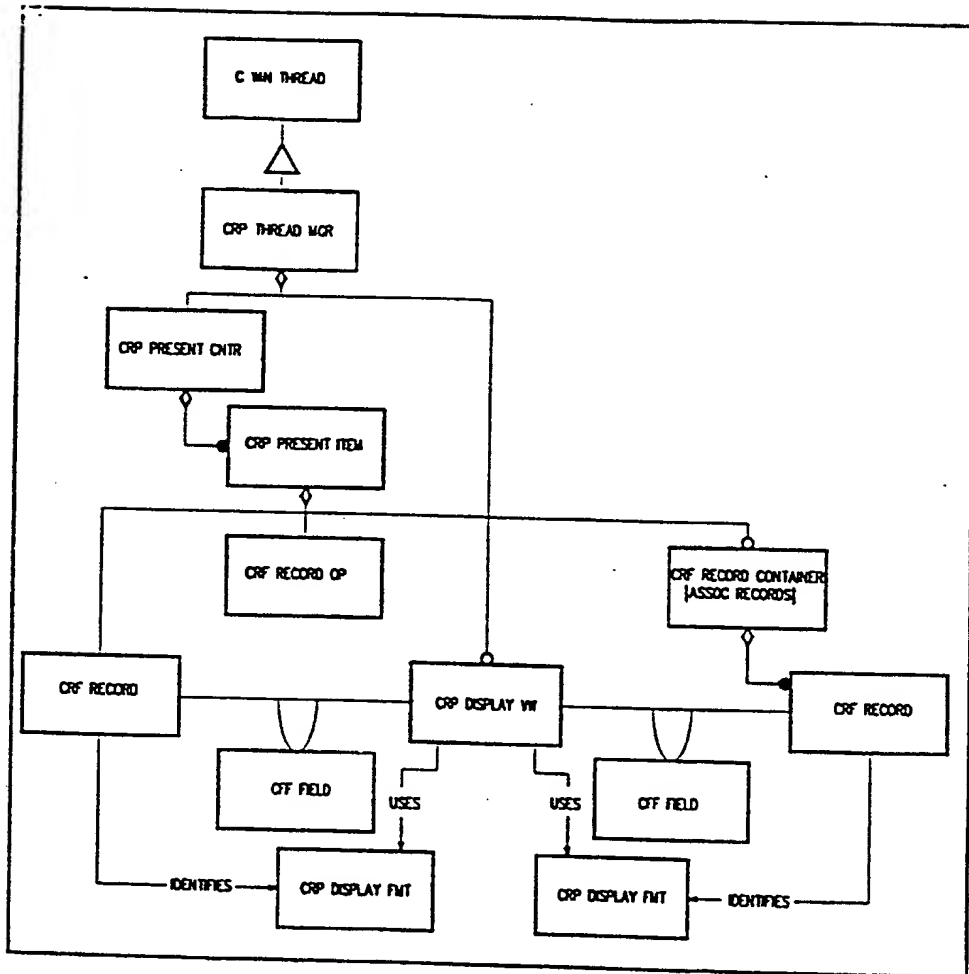 C WIN THREAD
CRP THREAD MGR
CRP PRESENT CNTR
CRP PRESENT ITEM
CRF RECORD OP
CRF RECORD CONTAINER
|ASSOC RECORDS|
CRF RECORD
CRP DISPLAY VW
CRF RECORD
CFF FIELD
USES
USES
CFF FIELD
CRP DISPLAY FMT
CRP DISPLAY FMT
IDENTIFIES
IDENTIFIES